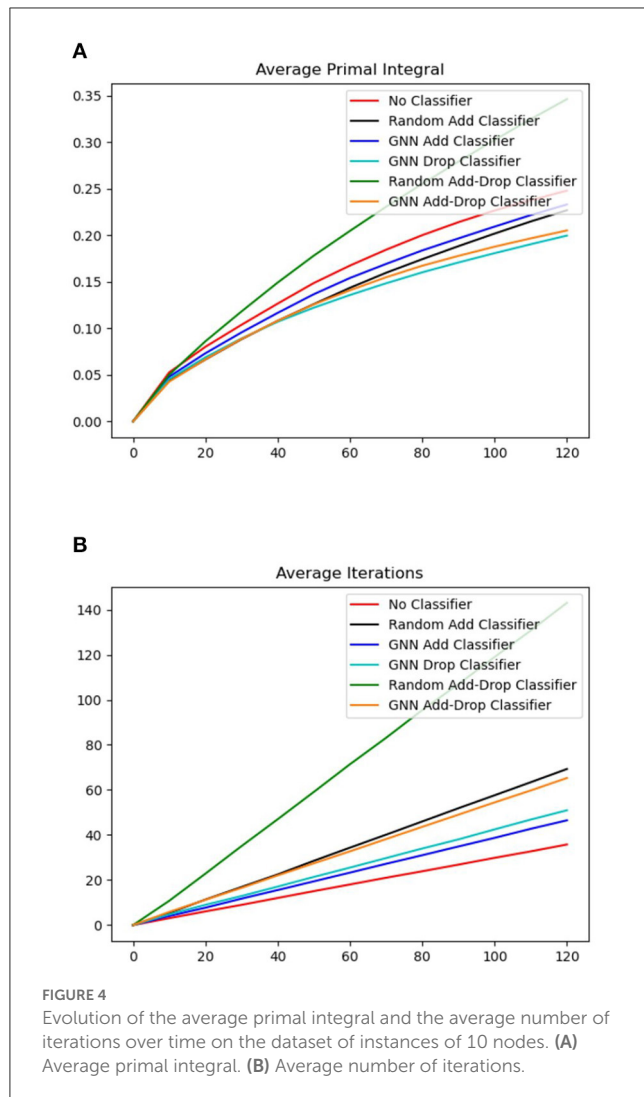 A
Average Primal Integral
0.35
0.30
0.25
0.20
0.15
0.10
0.05
0.00
No Classifier
Random Add Classifier
GNN Add Classifier
GNN Drop Classifier
Random Add-Drop Classifier
GNN Add-Drop Classifier
0 20 40 60 80 100 120
B
Average Iterations
140
120
100
80
60
40
20
0
No Classifier
Random Add Classifier
GNN Add Classifier
GNN Drop Classifier
Random Add-Drop Classifier
GNN Add-Drop Classifier
0 20 40 60 80 100 120
FIGURE 4
Evolution of the average primal integral and the average number of
iterations over time on the dataset of instances of 10 nodes. (A)
Average primal integral. (B) Average number of iterations.